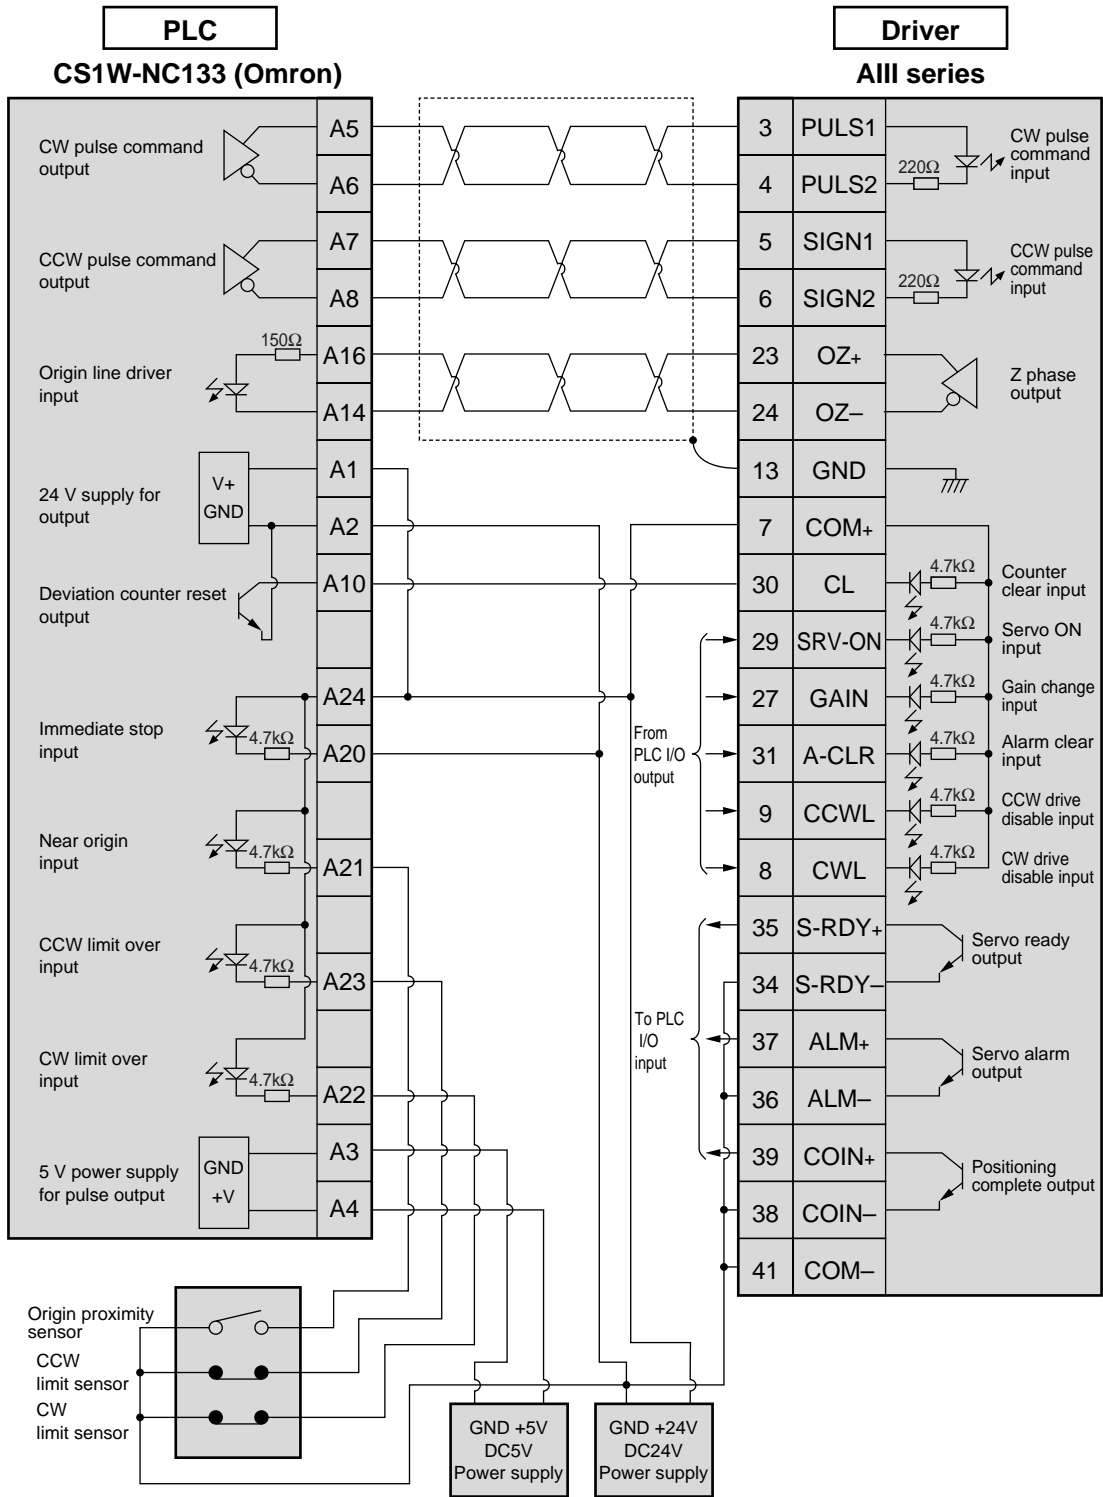 PLC
Driver
CS1W-NC133 (Omron)
AIII series
CW pulse command
output
A5
A6
CCW pulse command
output
A7
A8
150Ω
Origin line driver
input
A16
A14
24 V supply for
output
V+
GND
A1
A2
Deviation counter reset
output
A10
Immediate stop
input
4.7kΩ
A24
A20
Near origin
input
4.7kΩ
A21
CCW limit over
input
4.7kΩ
A23
CW limit over
input
4.7kΩ
A22
5 V power supply
for pulse output
GND
+V
A3
A4
3 PULS1
4 PULS2
220Ω
CW pulse
command
input
5 SIGN1
6 SIGN2
220Ω
CCW pulse
command
input
23 OZ+
24 OZ–
Z phase
output
13 GND
7 COM+
30 CL
4.7kΩ
Counter
clear input
29 SRV-ON
4.7kΩ
Servo ON
input
27 GAIN
4.7kΩ
Gain change
input
31 A-CLR
4.7kΩ
Alarm clear
input
9 CCWL
4.7kΩ
CCW drive
disable input
8 CWL
4.7kΩ
CW drive
disable input
From
PLC I/O
output
35 S-RDY+
34 S-RDY–
Servo ready
output
37 ALM+
36 ALM–
Servo alarm
output
39 COIN+
38 COIN–
Positioning
complete output
41 COM–
To PLC
I/O
input
Origin proximity
sensor
CCW
limit sensor
CW
limit sensor
GND +5V
DC5V
Power supply
GND +24V
DC24V
Power supply